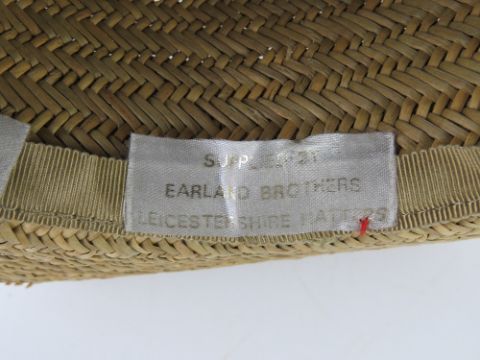 SUPPLIED BY
EARLAND BROTHERS
LEICESTERSHIRE HATTERS